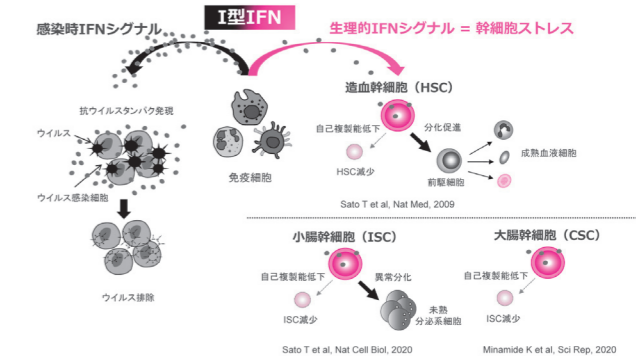 I型IFN
感染時IFNシグナル
生理的IFNシグナル = 幹細胞ストレス
抗ウイルスタンパク発現
ウイルス
ウイルス感染細胞
ウイルス排除
免疫細胞
造血幹細胞（HSC）
自己複製能低下
分化促進
HSC減少
前駆細胞
成熟血液細胞
Sato T et al, Nat Med, 2009
小腸幹細胞（ISC）
自己複製能低下
異常分化
ISC減少
未熟
分泌系細胞
Sato T et al, Nat Cell Biol, 2020
大腸幹細胞（CSC）
自己複製能低下
ISC減少
Minamide K et al, Sci Rep, 2020